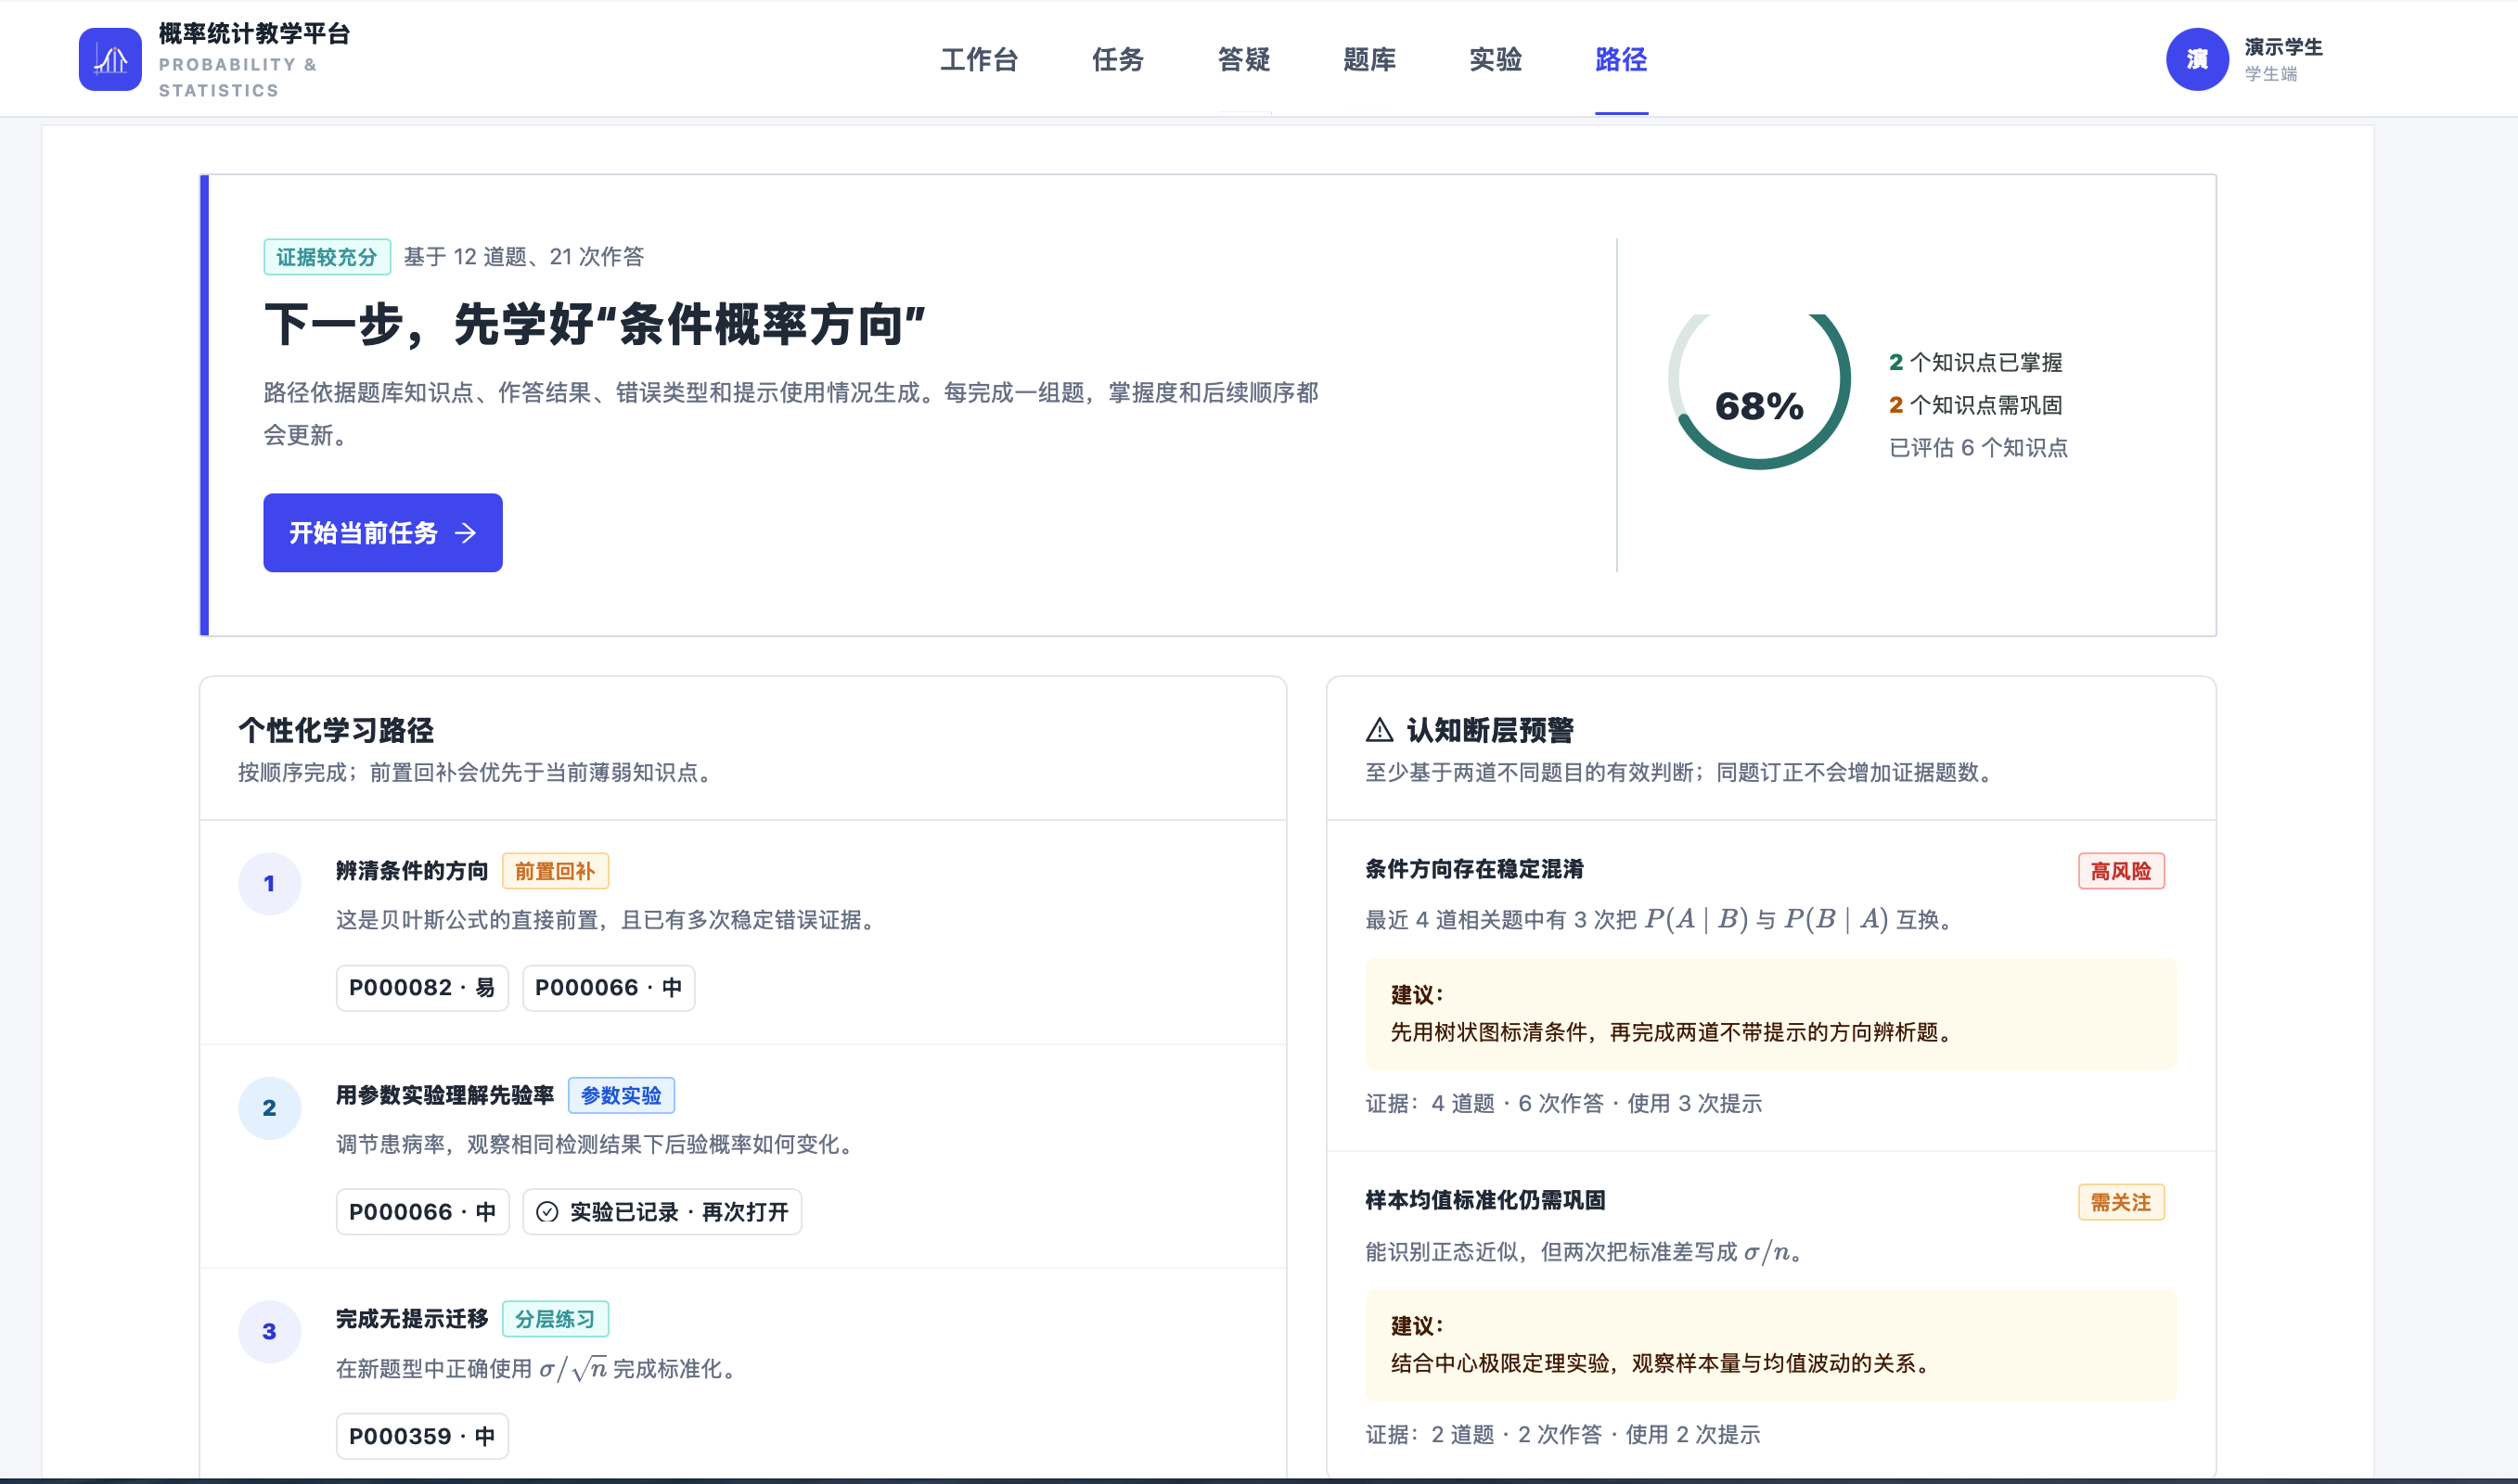 概率统计教学平台
PROBABILITY &
STATISTICS
工作台
任务
答疑
题库
实验
路径
演
演示学生
学生端
证据较充分 基于 12 道题、21 次作答
下一步，先学好“条件概率方向”
路径依据题库知识点、作答结果、错误类型和提示使用情况生成。每完成一组题，掌握度和后续顺序都
会更新。
开始当前任务 →
68%
2 个知识点已掌握
2 个知识点需巩固
已评估 6 个知识点
个性化学习路径
按顺序完成；前置回补会优先于当前薄弱知识点。
1
辨清条件的方向 前置回补
这是贝叶斯公式的直接前置，且已有多次稳定错误证据。
P000082 · 易 P000066 · 中
2
用参数实验理解先验率 参数实验
调节患病率，观察相同检测结果下后验概率如何变化。
P000066 · 中 实验已记录 · 再次打开
3
完成无提示迁移 分层练习
在新题型中正确使用 σ/√n 完成标准化。
P000359 · 中
认知断层预警
至少基于两道不同题目的有效判断；同题订正不会增加证据题数。
条件方向存在稳定混淆 高风险
最近 4 道相关题中有 3 次把 P(A | B) 与 P(B | A) 互换。
建议：
先用树状图标清条件，再完成两道不带提示的方向辨析题。
证据：4 道题 · 6 次作答 · 使用 3 次提示
样本均值标准化仍需巩固 需关注
能识别正态近似，但两次把标准差写成 σ/n。
建议：
结合中心极限定理实验，观察样本量与均值波动的关系。
证据：2 道题 · 2 次作答 · 使用 2 次提示